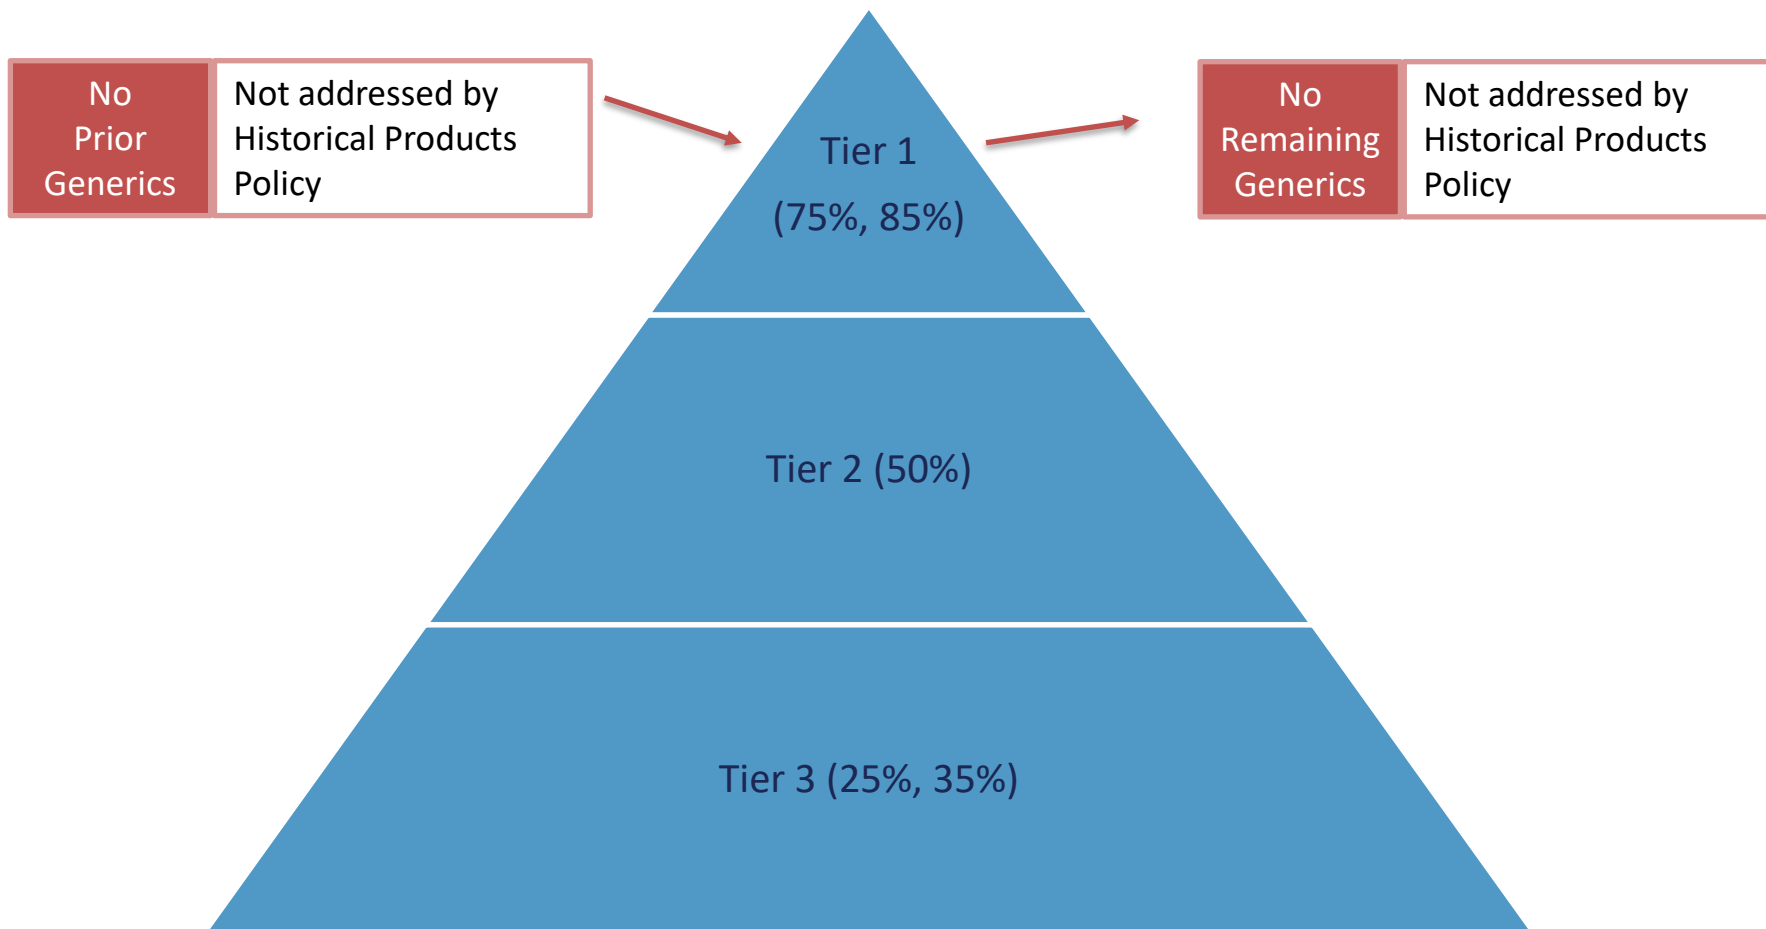 No
Prior
Generics
Not addressed by
Historical Products
Policy
Tier 1
(75%, 85%)
No
Remaining
Generics
Not addressed by
Historical Products
Policy
Tier 2 (50%)
Tier 3 (25%, 35%)